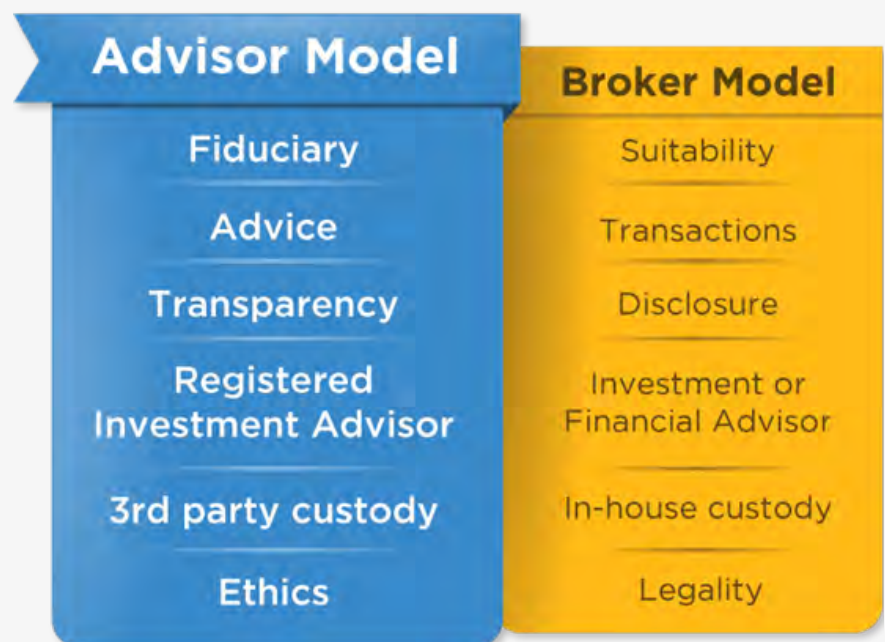 Advisor Model
Fiduciary
Advice
Transparency
Registered
Investment Advisor
3rd party custody
Ethics
Broker Model
Suitability
Transactions
Disclosure
Investment or
Financial Advisor
In-house custody
Legality